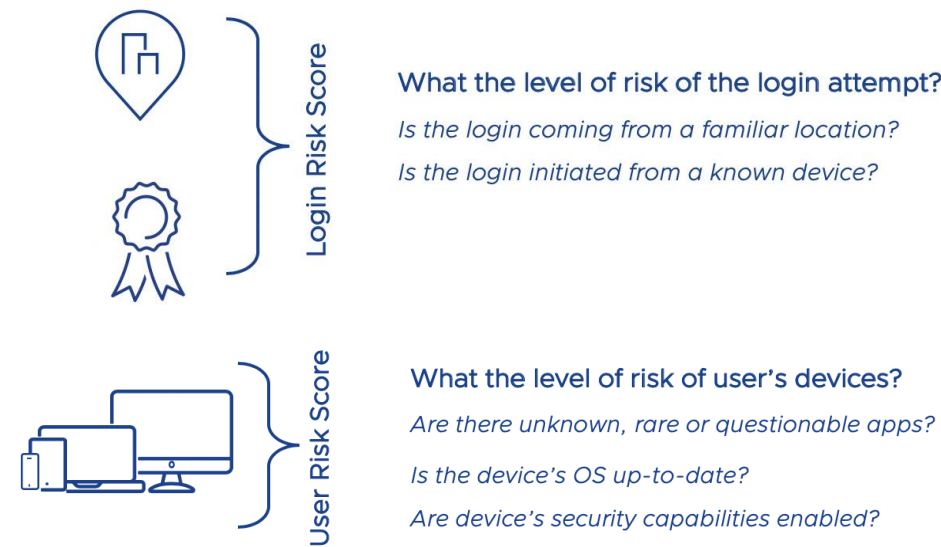 Login Risk Score
What the level of risk of the login attempt?
Is the login coming from a familiar location?
Is the login initiated from a known device?
User Risk Score
What the level of risk of user’s devices?
Are there unknown, rare or questionable apps?
Is the device’s OS up-to-date?
Are device’s security capabilities enabled?